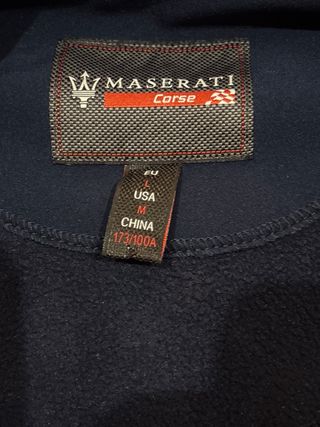 MASERATI
Corse
EU
L
USA
M
CHINA
173/100A